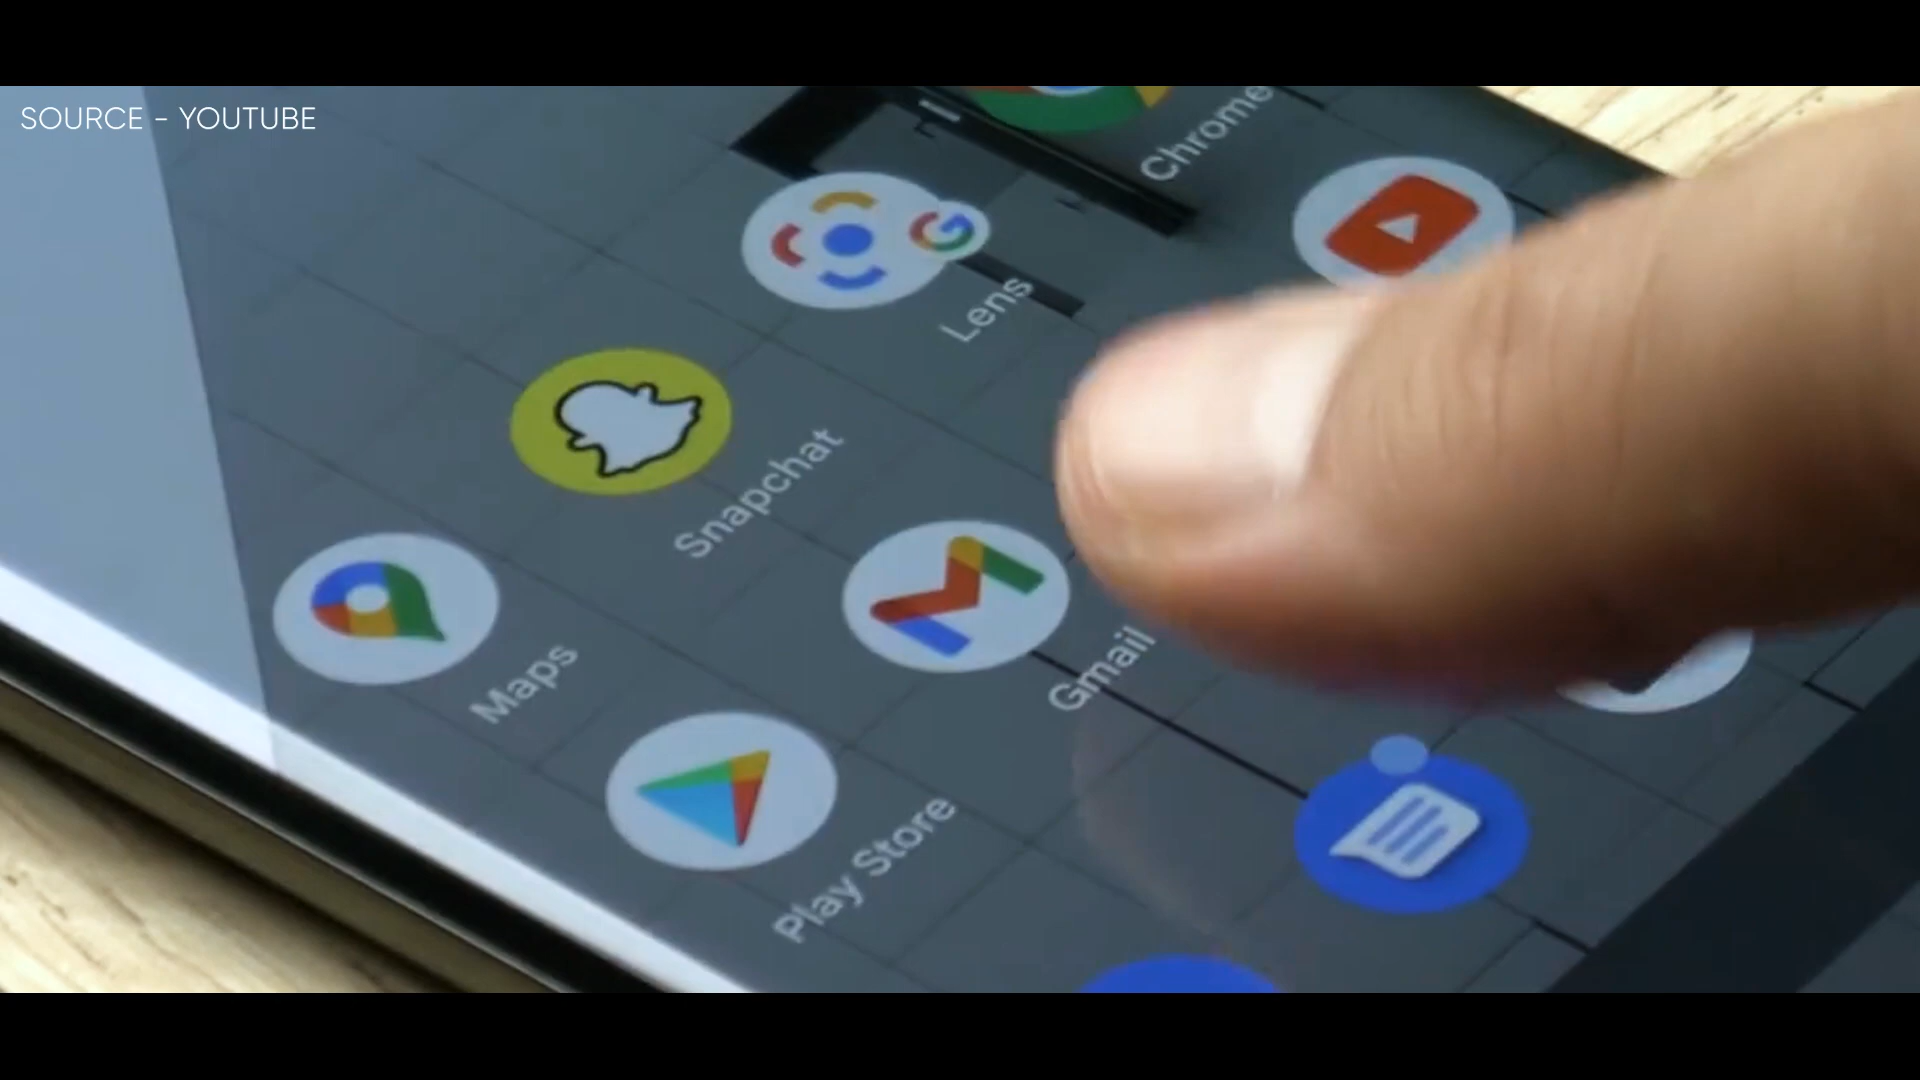 SOURCE - YOUTUBE
Chrome
Lens
Snapchat
Maps
Gmail
Play Store